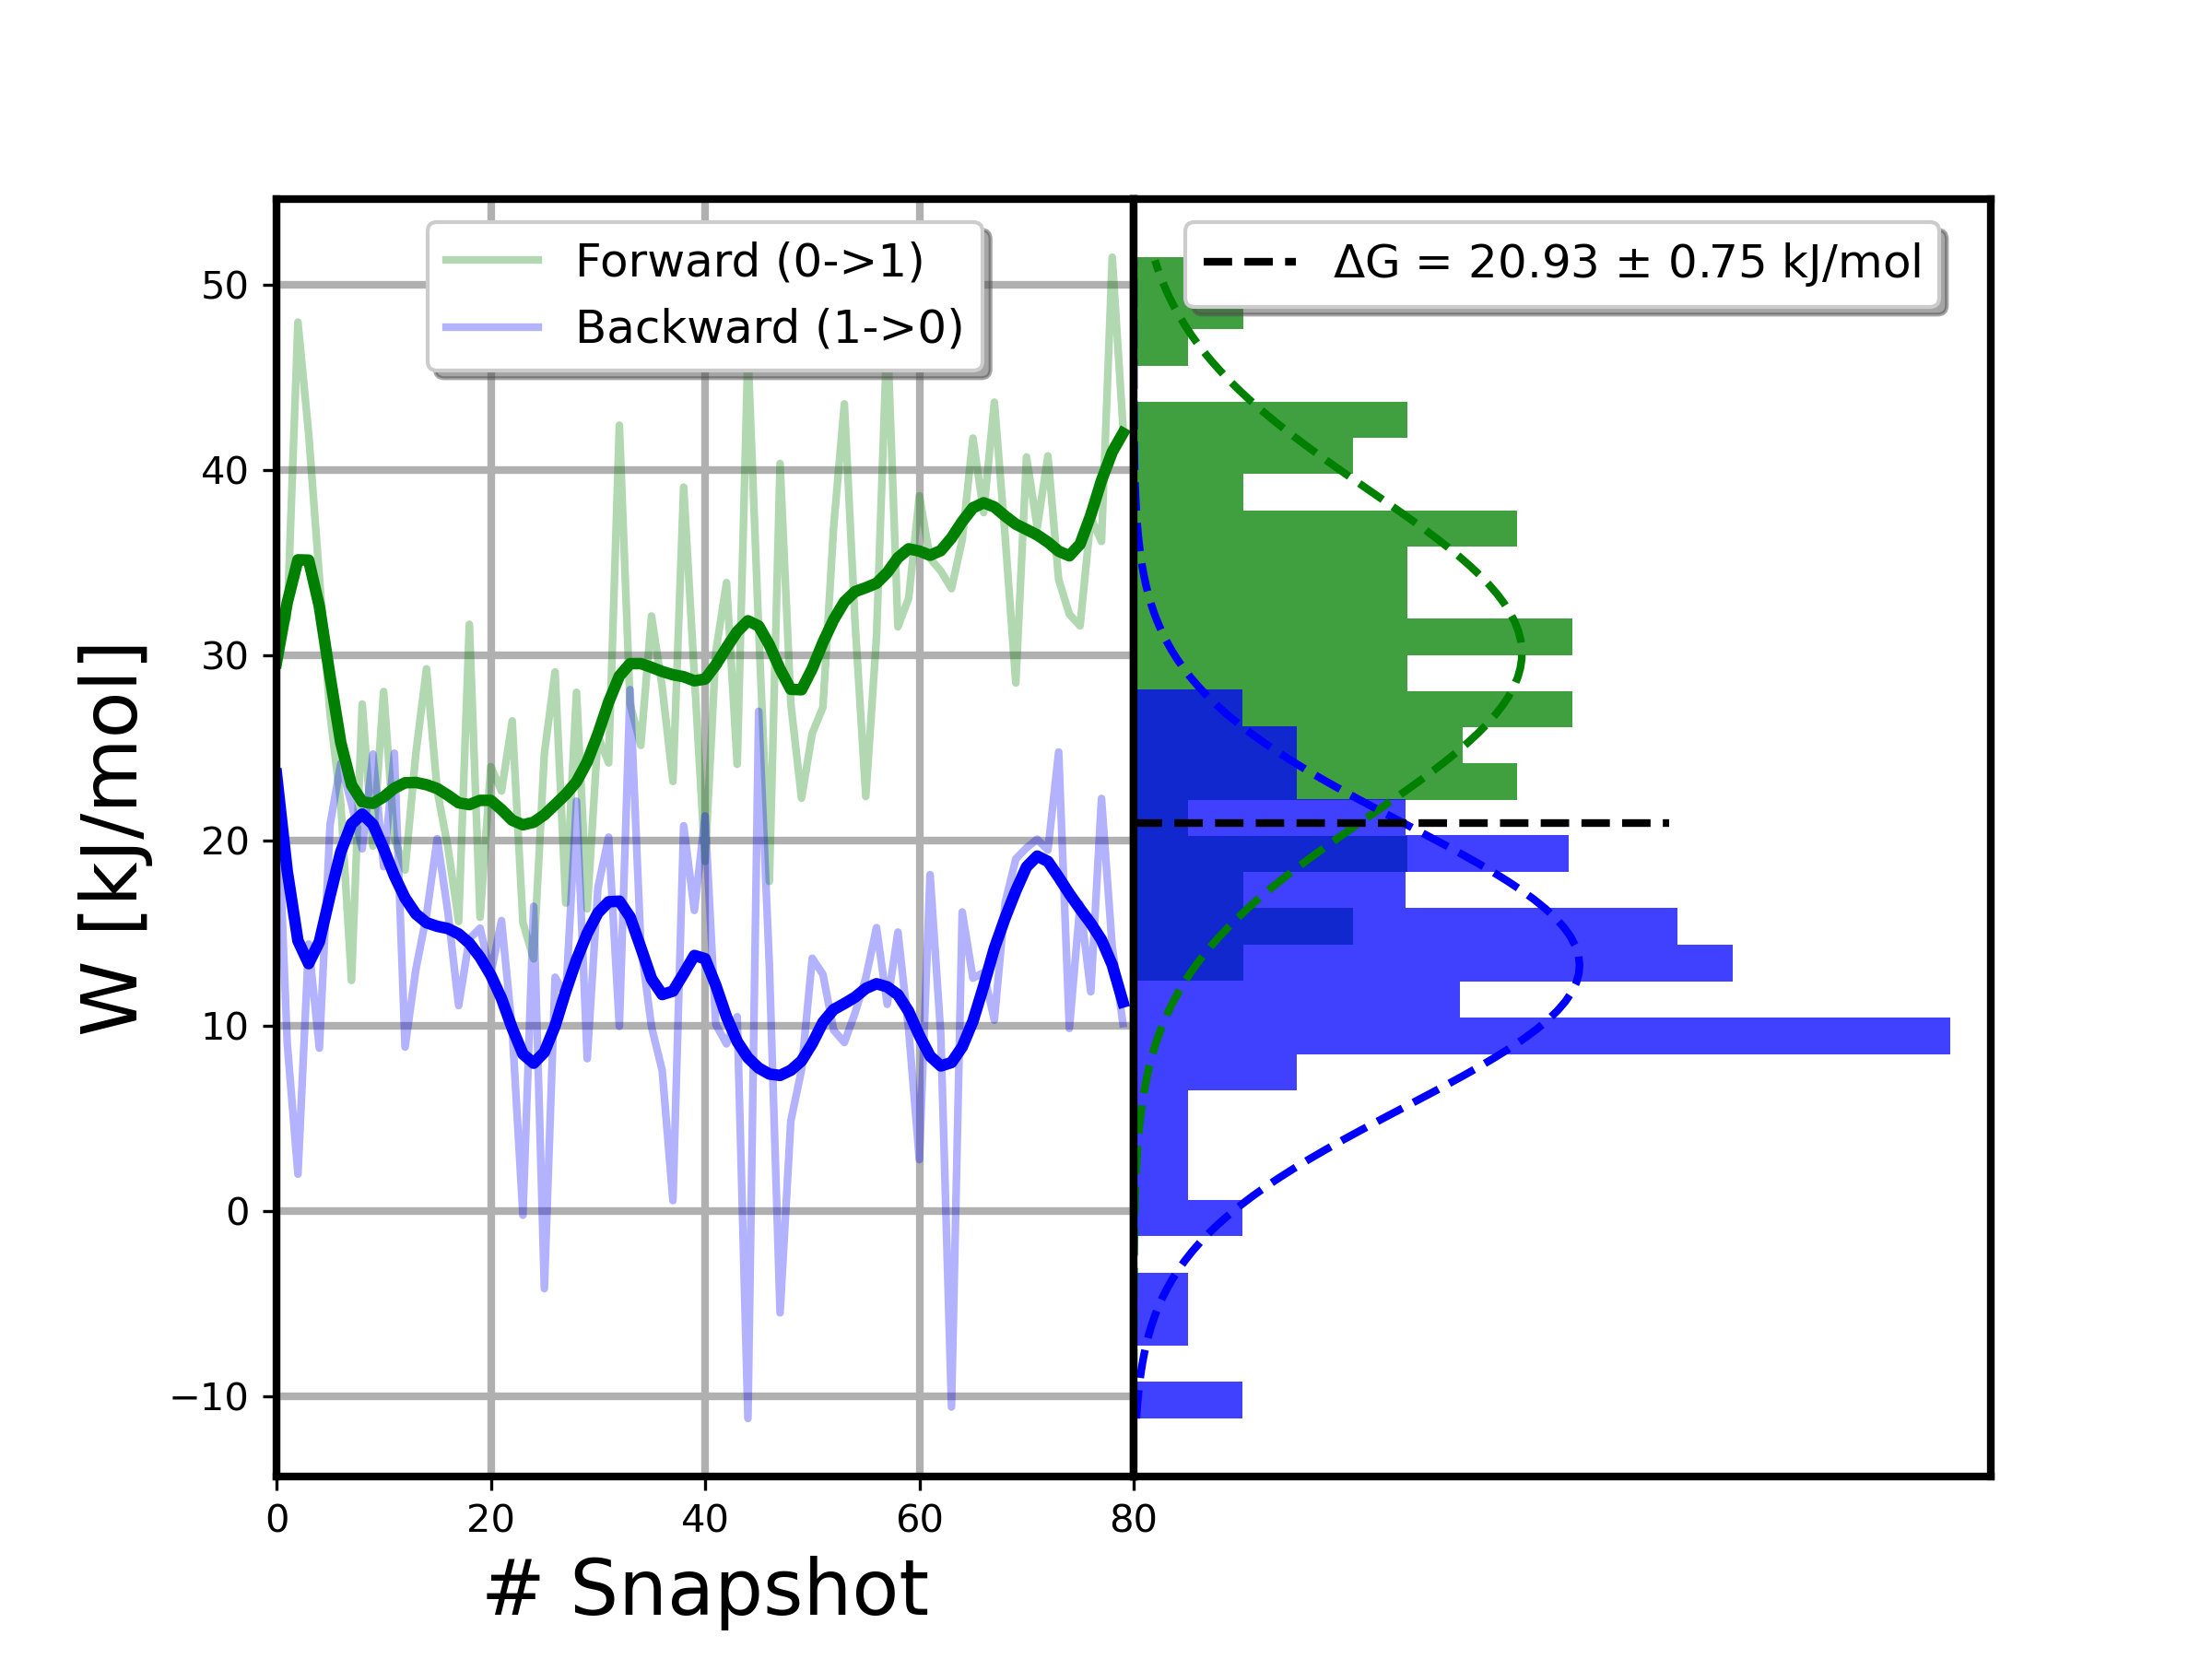 Forward (0->1)
Backward (1->0)
ΔG = 20.93 ± 0.75 kJ/mol
50
40
30
20
10
0
−10
W [kJ/mol]
0 20 40 60 80
# Snapshot